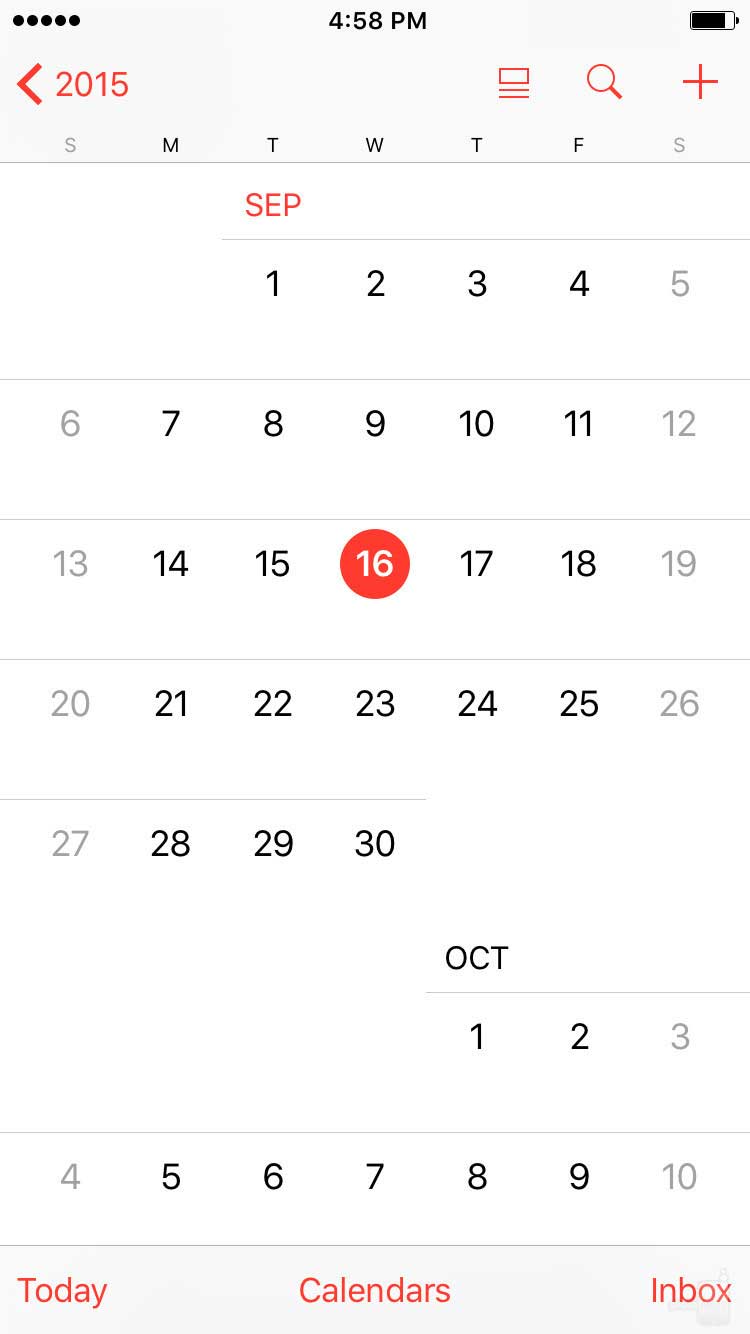 4:58 PM
2015
S M T W T F S
SEP
1 2 3 4 5
6 7 8 9 10 11 12
13 14 15 16 17 18 19
20 21 22 23 24 25 26
27 28 29 30
OCT
1 2 3
4 5 6 7 8 9 10
Today Calendars Inbox